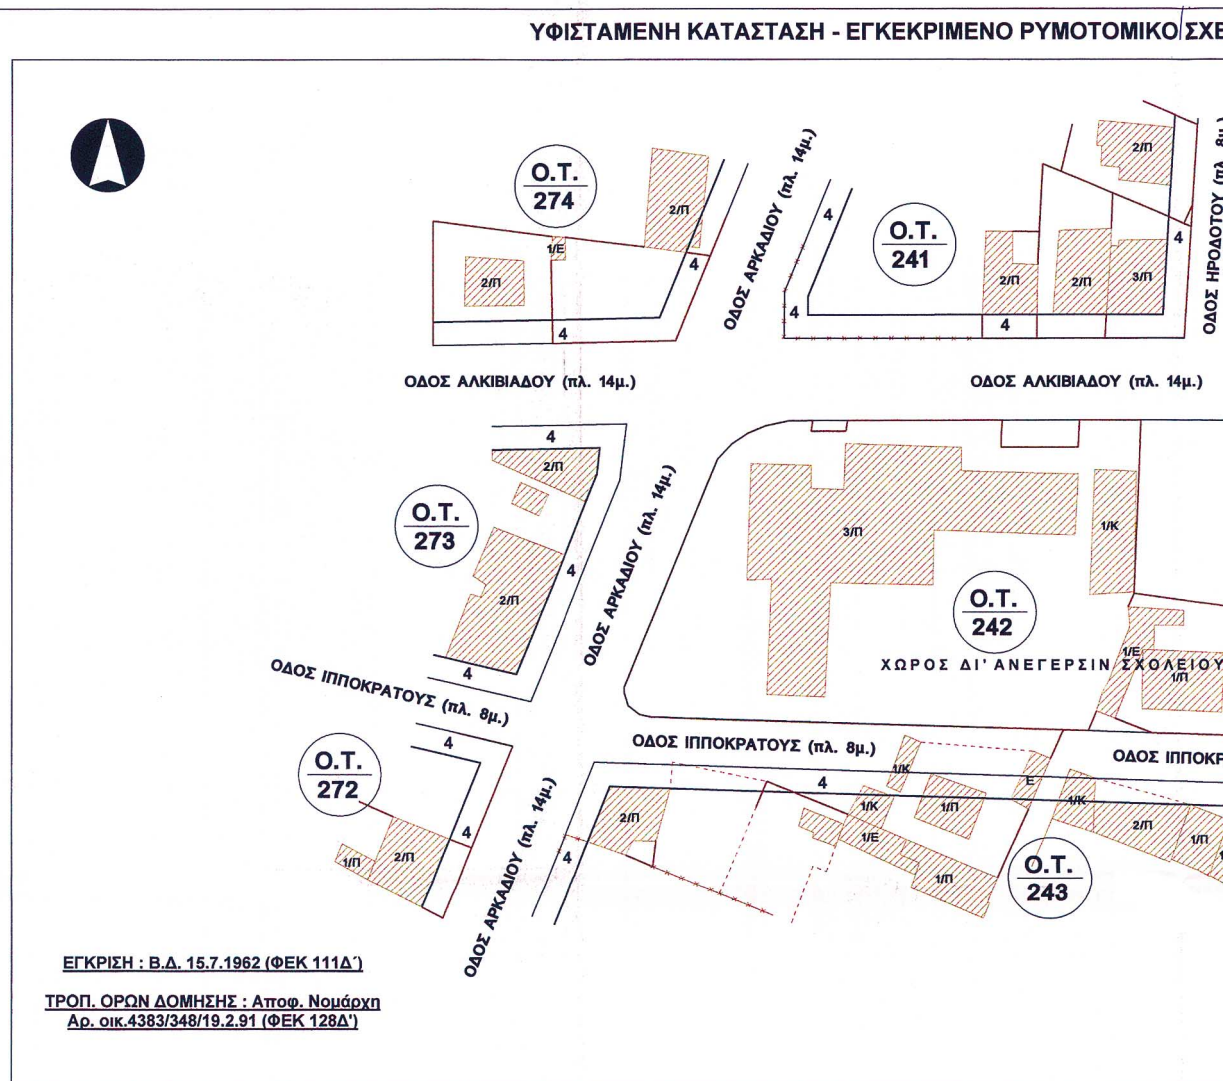 ΥΦΙΣΤΑΜΕΝΗ ΚΑΤΑΣΤΑΣΗ - ΕΓΚΕΚΡΙΜΕΝΟ ΡΥΜΟΤΟΜΙΚΟ ΣΧΕ
Ο.Τ.
274
2/Π
1/Ε
2/Π
4
4
ΟΔΟΣ ΑΡΚΑΔΙΟΥ (πλ. 14μ.)
4
Ο.Τ.
241
2/Π
4
2/Π
2/Π
3/Π
4
4
ΟΔΟΣ ΗΡΟΔΟΤΟΥ (πλ. 8μ.)
ΟΔΟΣ ΑΛΚΙΒΙΑΔΟΥ (πλ. 14μ.)
ΟΔΟΣ ΑΛΚΙΒΙΑΔΟΥ (πλ. 14μ.)
4
2/Π
Ο.Τ.
273
4
2/Π
4
ΟΔΟΣ ΑΡΚΑΔΙΟΥ (πλ. 14μ.)
3/Π
1/Κ
Ο.Τ.
242
ΧΩΡΟΣ ΔΙ' ΑΝΕΓΕΡΣΙΝ ΣΧΟΛΕΙΟΥ
1/Ε
1/Π
ΟΔΟΣ ΙΠΠΟΚΡΑΤΟΥΣ (πλ. 8μ.)
ΟΔΟΣ ΙΠΠΟΚΡΑΤΟΥΣ (πλ. 8μ.)
ΟΔΟΣ ΙΠΠΟΚΡ
4
Ο.Τ.
272
4
1/Π
2/Π
ΟΔΟΣ ΑΡΚΑΔΙΟΥ (πλ. 14μ.)
4
2/Π
4
1/Κ
1/Κ
1/Ε
1/Π
1/Π
Ε
1/Κ
2/Π
1/Π
Ο.Τ.
243
ΕΓΚΡΙΣΗ : Β.Δ. 15.7.1962 (ΦΕΚ 111Δ΄)
ΤΡΟΠ. ΟΡΩΝ ΔΟΜΗΣΗΣ : Αποφ. Νομάρχη
Αρ. οικ.4383/348/19.2.91 (ΦΕΚ 128Δ')